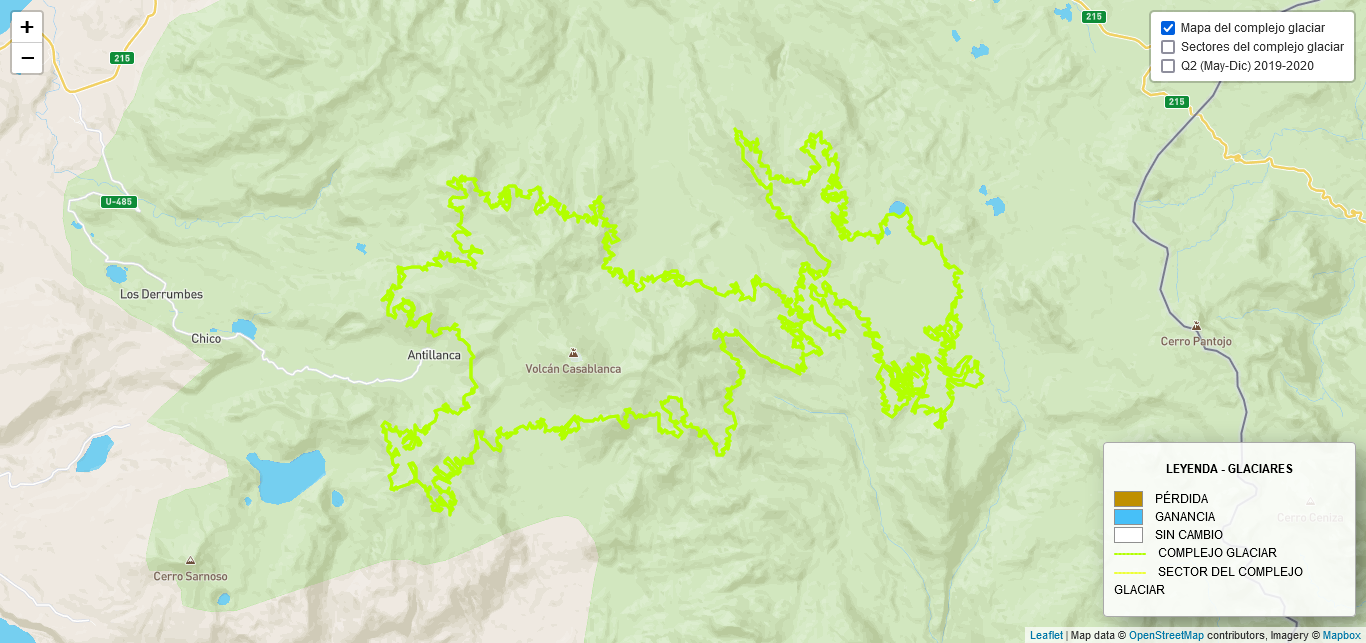 +
−
215
215
215
U-485
Mapa del complejo glaciar
Sectores del complejo glaciar
Q2 (May-Dic) 2019-2020
Los Derrumbes
Chico
Antillanca
Volcán Casablanca
Cerro Pantojo
Cerro Sarnoso
LEYENDA - GLACIARES
PÉRDIDA
GANANCIA
SIN CAMBIO
COMPLEJO GLACIAR
SECTOR DEL COMPLEJO
GLACIAR
Cerro Ceniza
Leaflet | Map data © OpenStreetMap contributors, Imagery © Mapbox